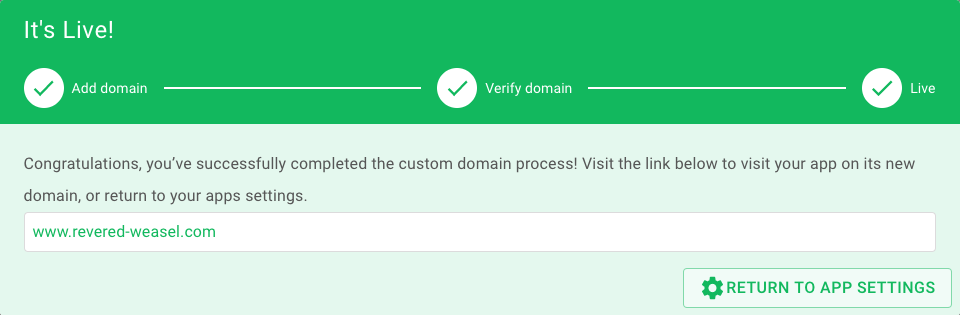 It's Live!
Add domain
Verify domain
Live
Congratulations, you’ve successfully completed the custom domain process! Visit the link below to visit your app on its new
domain, or return to your apps settings.
www.revered-weasel.com
RETURN TO APP SETTINGS